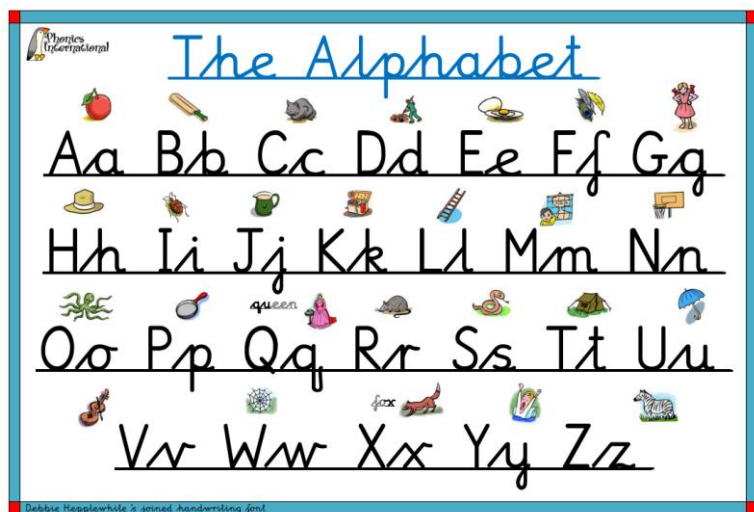 Phonics
International
The Alphabet
Aa Bb Cc Dd Ee Ff Gg
Hh Ii Jj Kk Ll Mm Nn
queen
Oo Pp Qq Rr Ss Tt Uu
fox
Vv Ww Xx Yy Zz
Debbie Hepplewhite's joined handwriting font